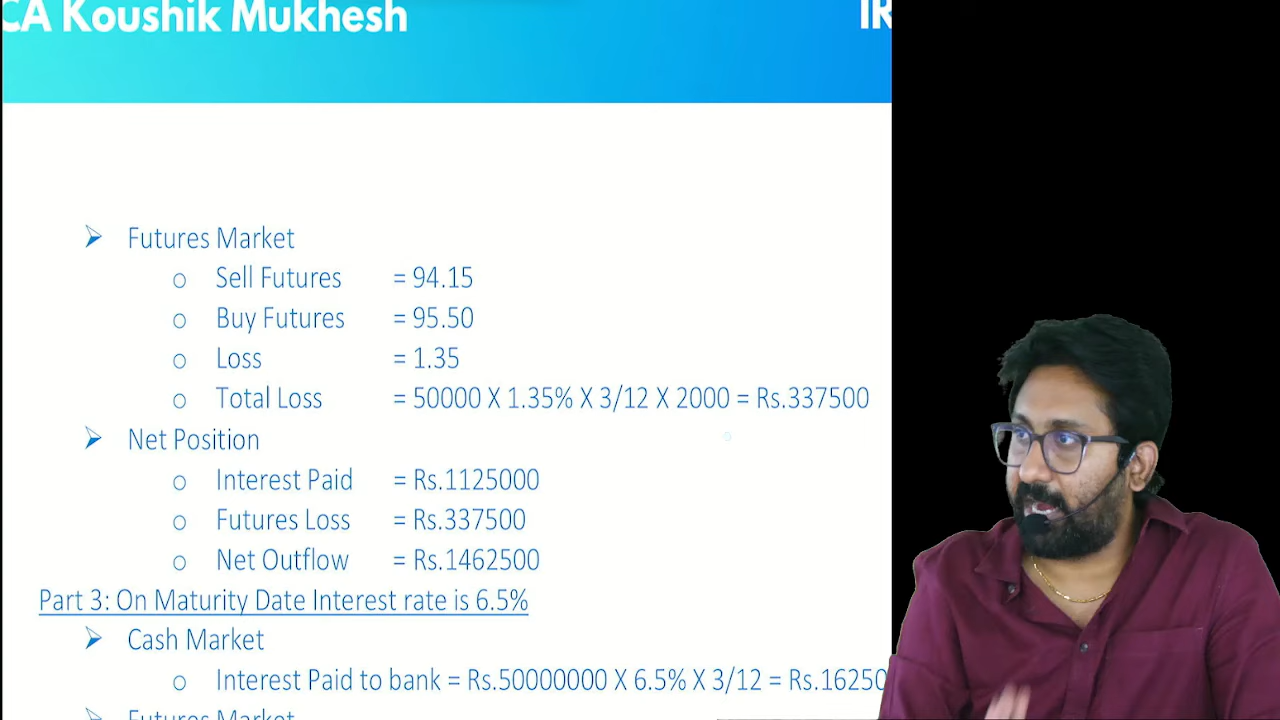 CA Koushik Mukhesh
IR
➢ Futures Market
o Sell Futures = 94.15
o Buy Futures = 95.50
o Loss = 1.35
o Total Loss = 50000 X 1.35% X 3/12 X 2000 = Rs.337500
➢ Net Position
o Interest Paid = Rs.1125000
o Futures Loss = Rs.337500
o Net Outflow = Rs.1462500
Part 3: On Maturity Date Interest rate is 6.5%
➢ Cash Market
o Interest Paid to bank = Rs.50000000 X 6.5% X 3/12 = Rs.16250
➢ Futures Market